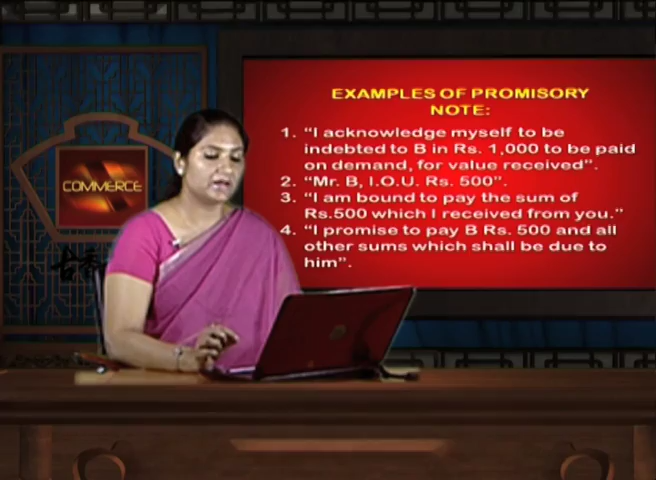 EXAMPLES OF PROMISORY
NOTE:
1. "I acknowledge myself to be
indebted to B in Rs. 1,000 to be paid
on demand, for value received".
2. "Mr. B, I.O.U. Rs. 500".
3. "I am bound to pay the sum of
Rs.500 which I received from you."
4. "I promise to pay B Rs. 500 and all
other sums which shall be due to
him".
COMMERCE